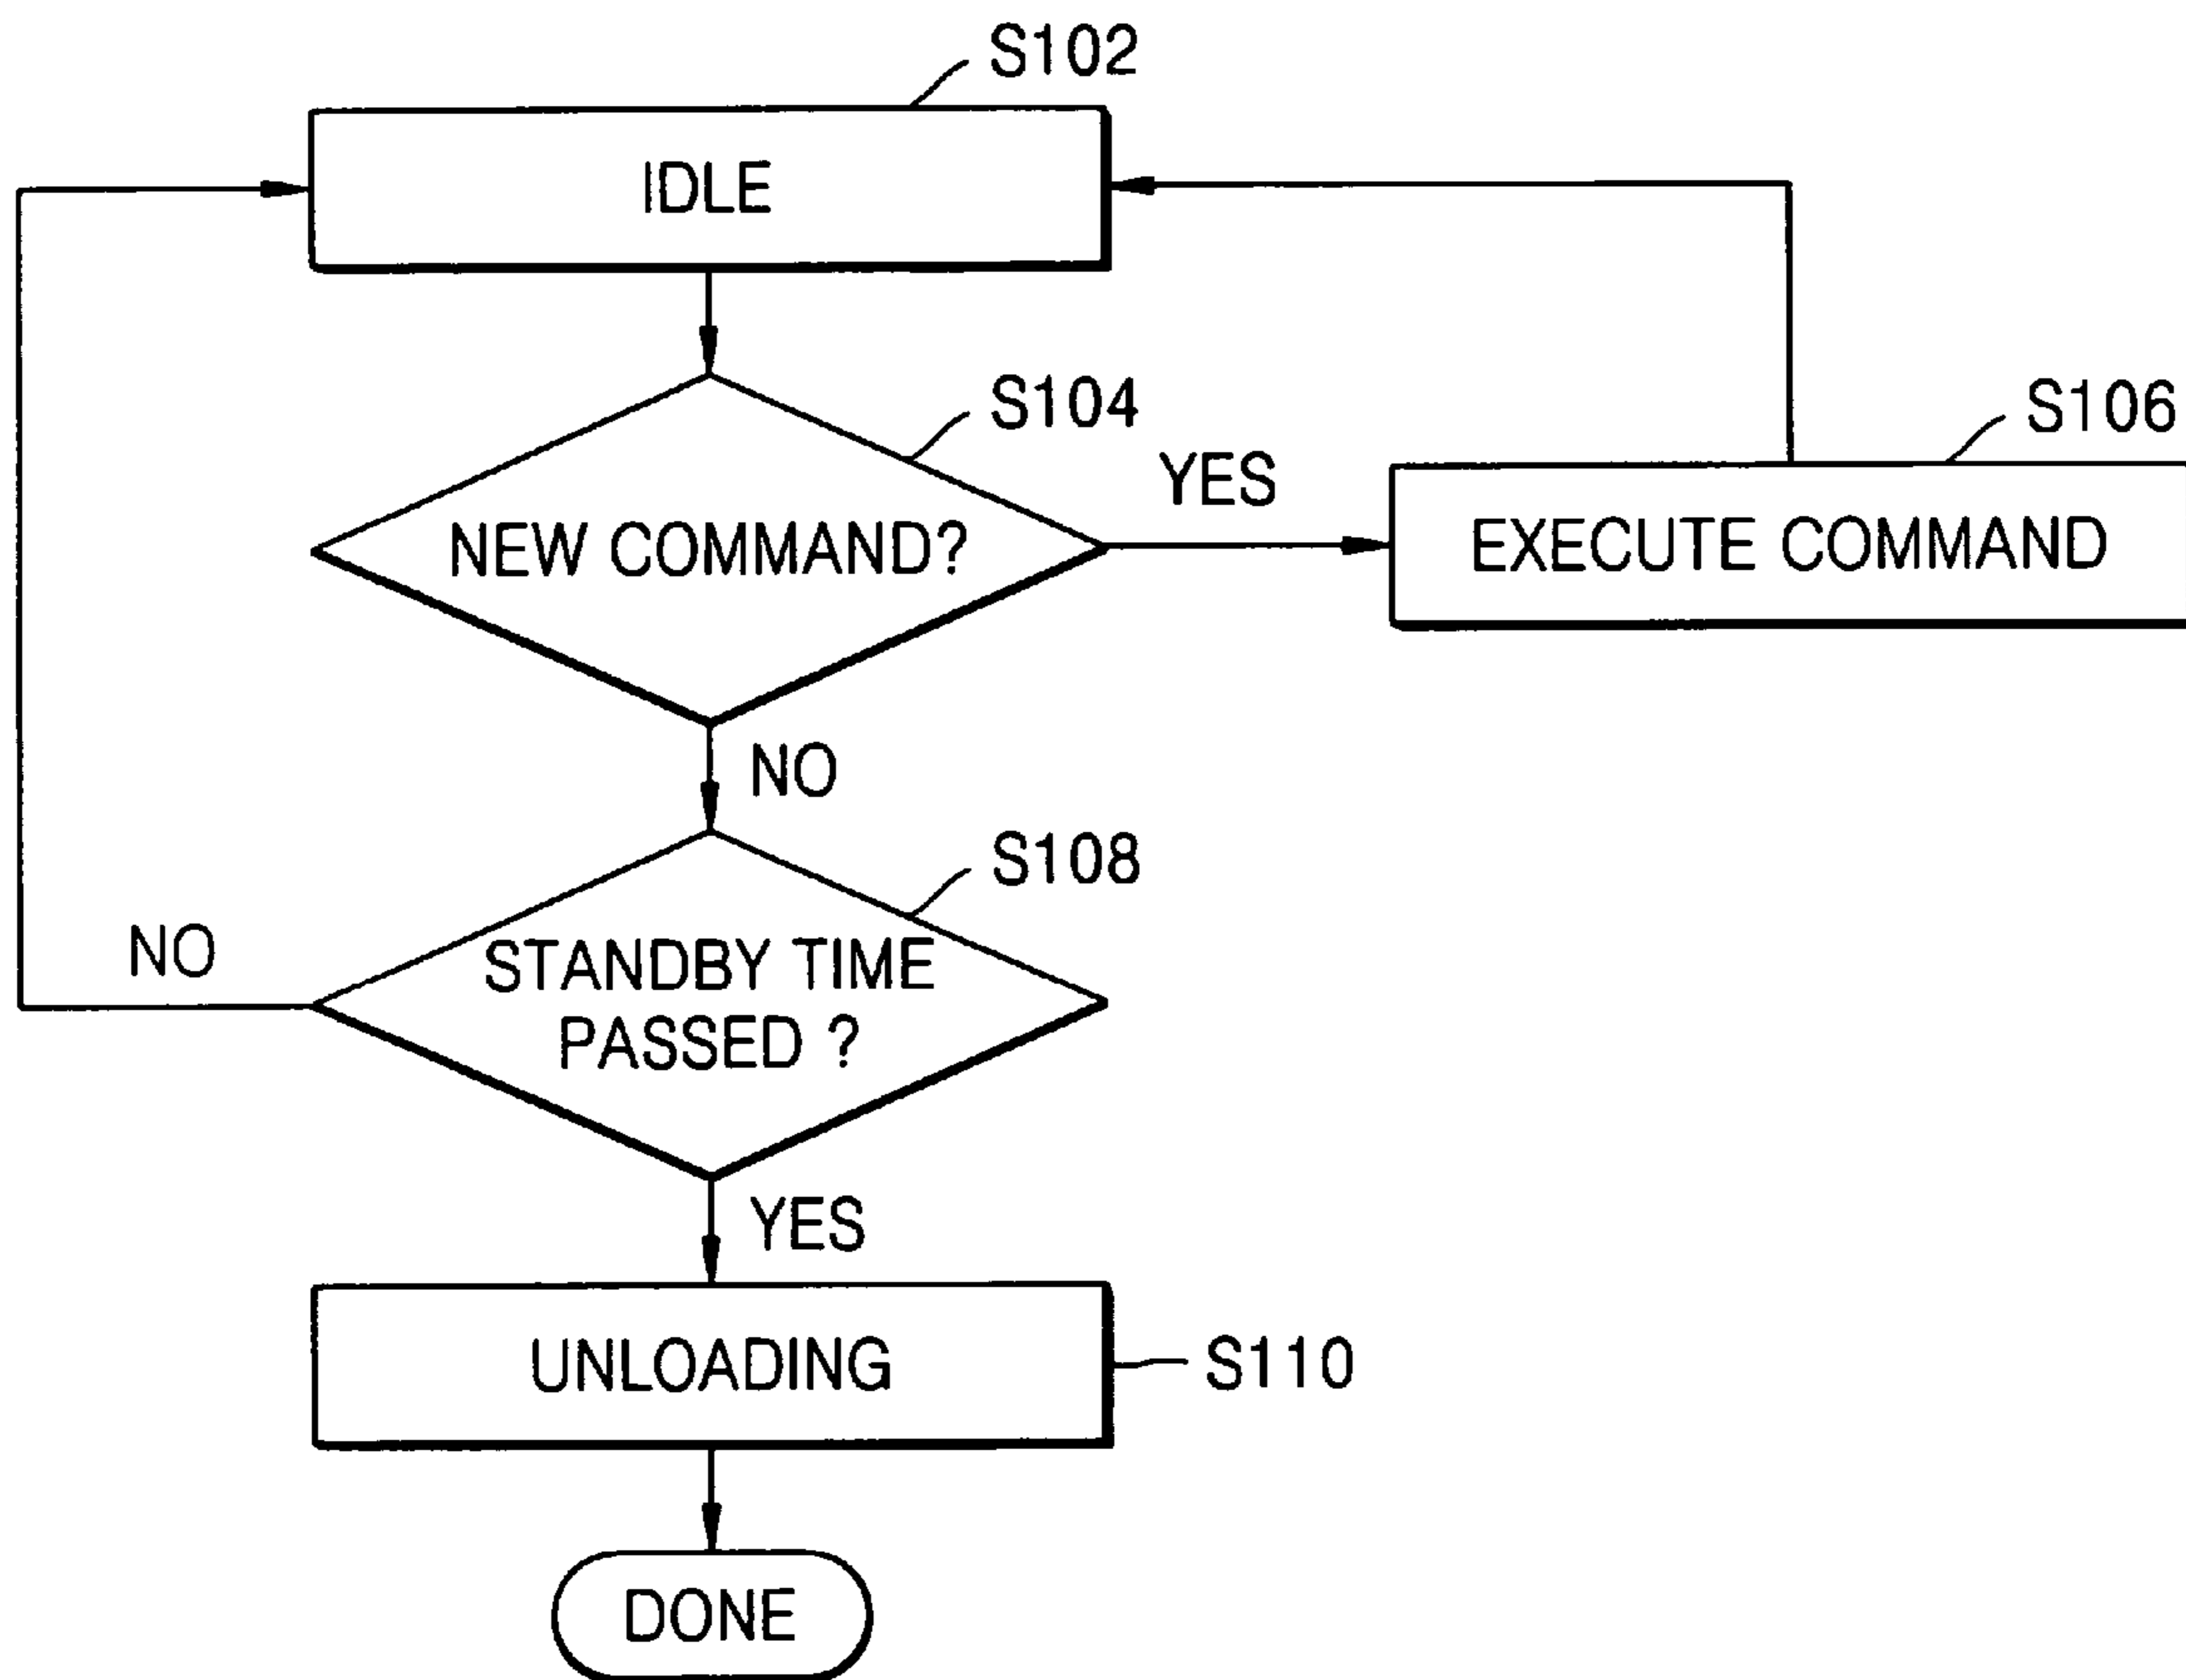 S102
IDLE
S104
S106
YES
NEW COMMAND?
EXECUTE COMMAND
NO
S108
NO
STANDBY TIME
PASSED ?
YES
UNLOADING
S110
DONE